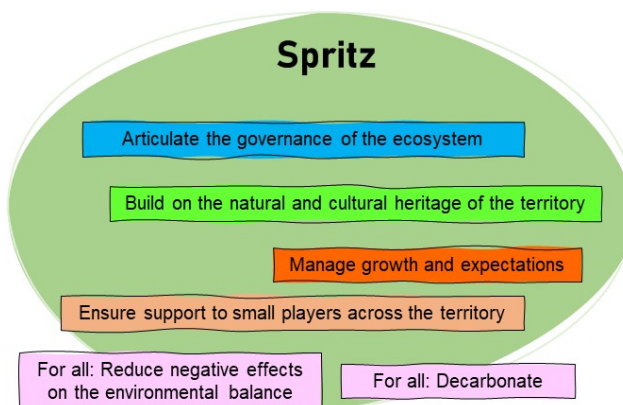 Spritz
Articulate the governance of the ecosystem
Build on the natural and cultural heritage of the territory
Manage growth and expectations
Ensure support to small players across the territory
For all: Reduce negative effects
on the environmental balance
For all: Decarbonate